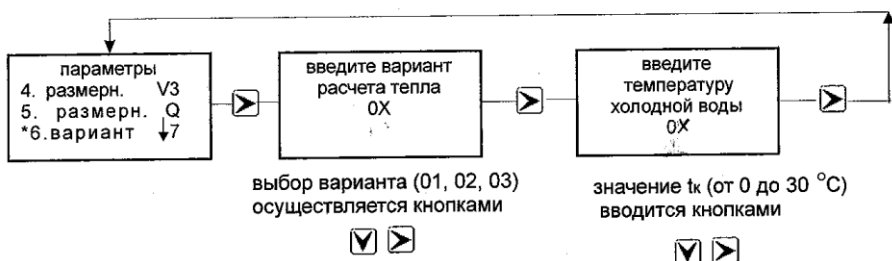 параметры
4. размерн. V3
5. размерн. Q
*6.вариант ↓7
введите вариант
расчета тепла
0X
введите
температуру
холодной воды
0X
выбор варианта (01, 02, 03)
осуществляется кнопками
значение tк (от 0 до 30 °C)
вводится кнопками